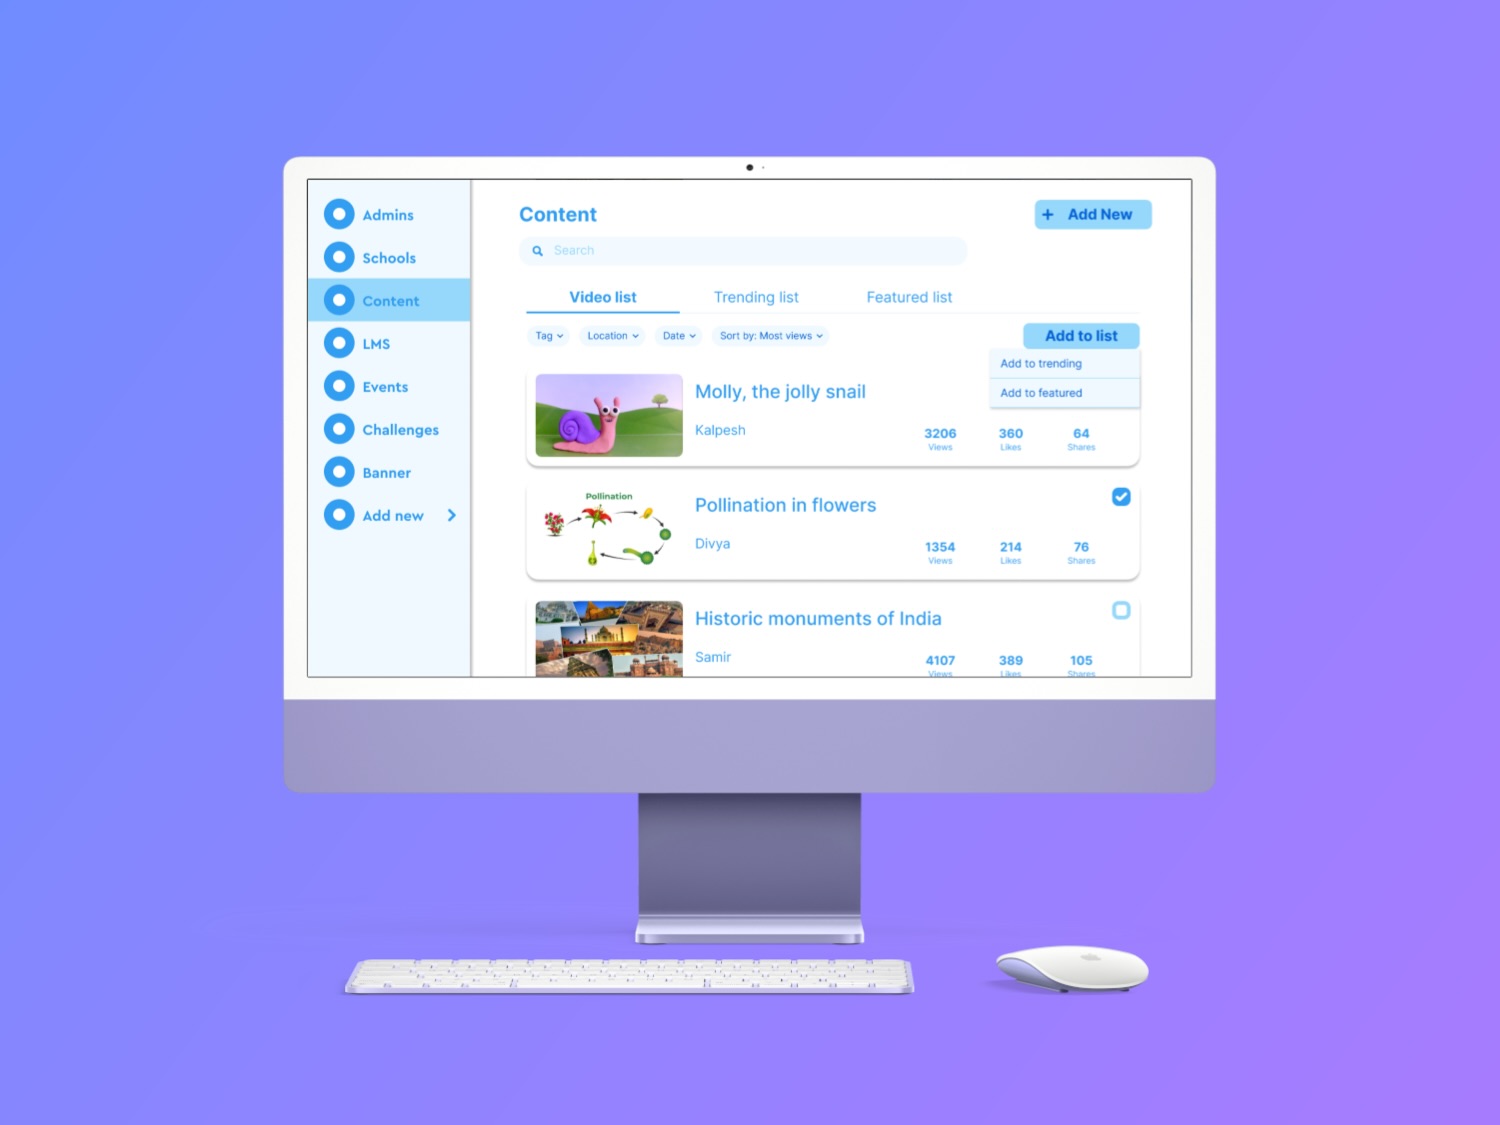 Admins
Schools
Content
LMS
Events
Challenges
Banner
Add new
Content
+ Add New
Search
Video list Trending list Featured list
Tag Location Date Sort by: Most views
Add to list
Add to trending
Add to featured
Molly, the jolly snail
Kalpesh
3206 360 64
Views Likes Shares
Pollination
Pollination in flowers
Divya
1354 214 76
Views Likes Shares
Historic monuments of India
Samir
4107 389 105
Views Likes Shares